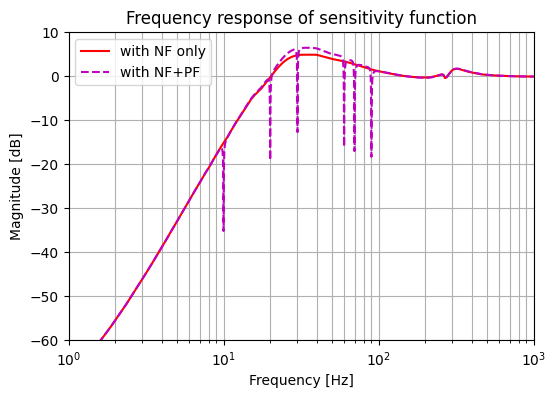 Frequency response of sensitivity function
with NF only
with NF+PF
Magnitude [dB]
10
0
−10
−20
−30
−40
−50
−60
10⁰
10¹
10²
10³
Frequency [Hz]